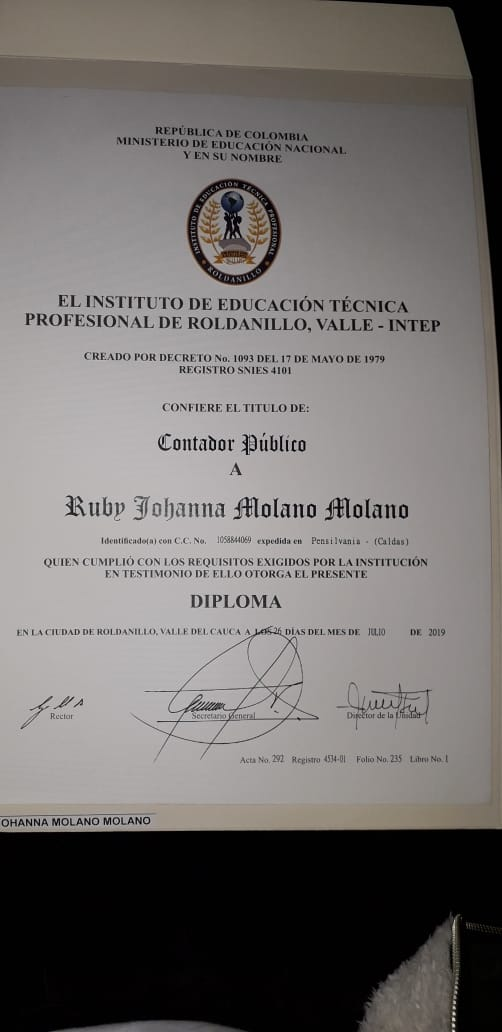 REPÚBLICA DE COLOMBIA
MINISTERIO DE EDUCACIÓN NACIONAL
Y EN SU NOMBRE
INSTITUTO DE EDUCACIÓN TÉCNICA PROFESIONAL
ROLDANILLO
EL INSTITUTO DE EDUCACIÓN TÉCNICA
PROFESIONAL DE ROLDANILLO, VALLE - INTEP
CREADO POR DECRETO No. 1093 DEL 17 DE MAYO DE 1979
REGISTRO SNIES 4101
CONFIERE EL TITULO DE:
Contador Público
A
Ruby Johanna Molano Molano
Identificado(a) con C.C. No. 1058844069 expedida en Pensilvania - (Caldas)
QUIEN CUMPLIÓ CON LOS REQUISITOS EXIGIDOS POR LA INSTITUCIÓN
EN TESTIMONIO DE ELLO OTORGA EL PRESENTE
DIPLOMA
EN LA CIUDAD DE ROLDANILLO, VALLE DEL CAUCA A LOS 26 DÍAS DEL MES DE JULIO DE 2019
Rector Secretario General Director de la Unidad
Acta No. 292 Registro 4534-01 Folio No. 235 Libro No. 1
OHANNA MOLANO MOLANO